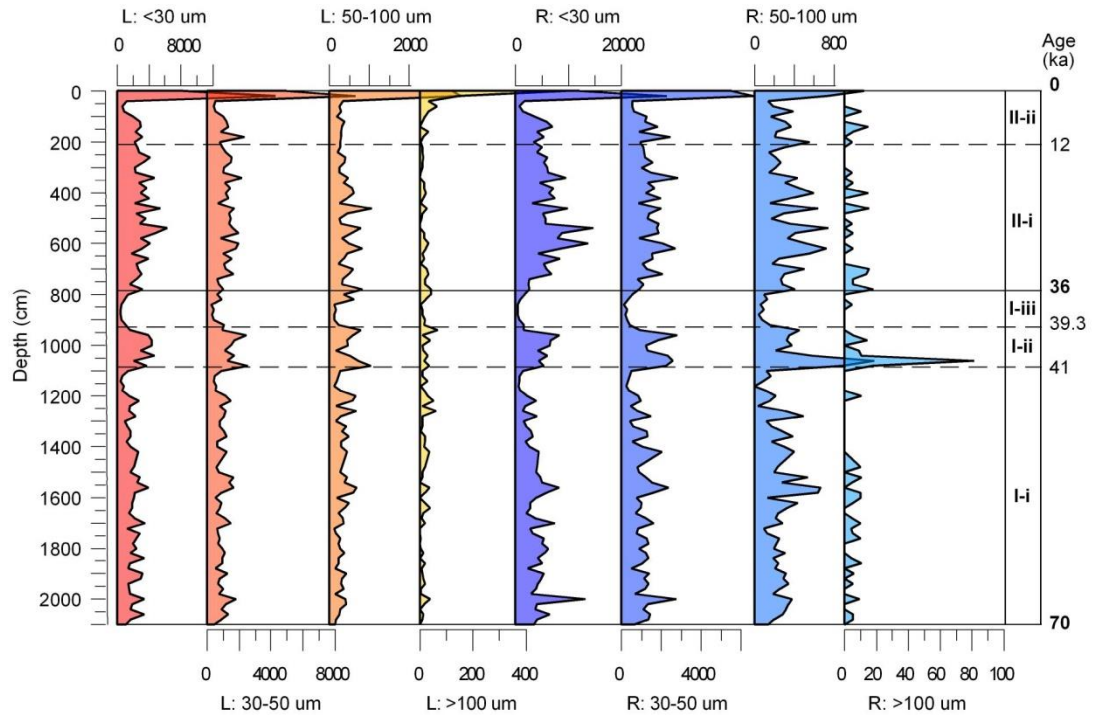 L: <30 um L: 50-100 um R: <30 um R: 50-100 um
0 8000 0 2000 0 20000 0 800 Age
(ka)
0 0
II-ii
200 12
400
II-i
600
800 36
I-iii
39.3
1000 I-ii
41
1200
1400
I-i
1600
1800
2000
70
Depth (cm)
0 4000 8000 0 200 400 0 4000 0 20 40 60 80 100
L: 30-50 um L: >100 um R: 30-50 um R: >100 um